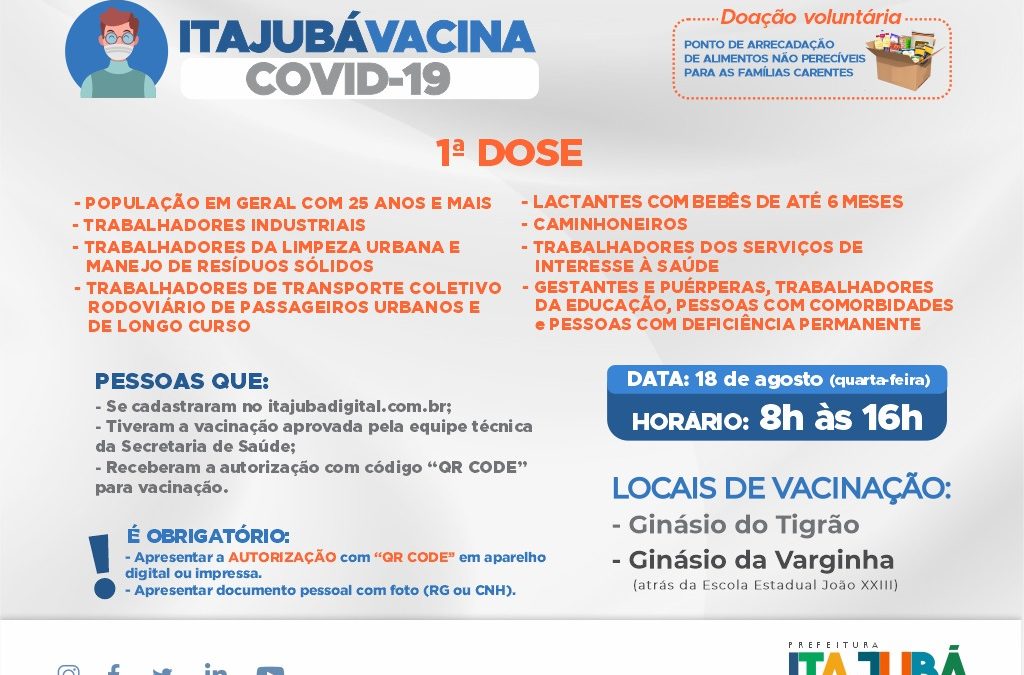 ITAJUBÁVACINA
COVID-19
Doação voluntária
PONTO DE ARRECADAÇÃO
DE ALIMENTOS NÃO PERECÍVEIS
PARA AS FAMÍLIAS CARENTES
1ª DOSE
- POPULAÇÃO EM GERAL COM 25 ANOS E MAIS
- TRABALHADORES INDUSTRIAIS
- TRABALHADORES DA LIMPEZA URBANA E
MANEJO DE RESÍDUOS SÓLIDOS
- TRABALHADORES DE TRANSPORTE COLETIVO
RODOVIÁRIO DE PASSAGEIROS URBANOS E
DE LONGO CURSO
- LACTANTES COM BEBÊS DE ATÉ 6 MESES
- CAMINHONEIROS
- TRABALHADORES DOS SERVIÇOS DE
INTERESSE À SAÚDE
- GESTANTES E PUÉRPERAS, TRABALHADORES
DA EDUCAÇÃO, PESSOAS COM COMORBIDADES
e PESSOAS COM DEFICIÊNCIA PERMANENTE
PESSOAS QUE:
- Se cadastraram no itajubadigital.com.br;
- Tiveram a vacinação aprovada pela equipe técnica
da Secretaria de Saúde;
- Receberam a autorização com código “QR CODE”
para vacinação.
! É OBRIGATÓRIO:
- Apresentar a AUTORIZAÇÃO com “QR CODE” em aparelho
digital ou impressa.
- Apresentar documento pessoal com foto (RG ou CNH).
DATA: 18 de agosto (quarta-feira)
HORÁRIO: 8h às 16h
LOCAIS DE VACINAÇÃO:
- Ginásio do Tigrão
- Ginásio da Varginha
(atrás da Escola Estadual João XXIII)
PREFEITURA
ITAJUBÁ